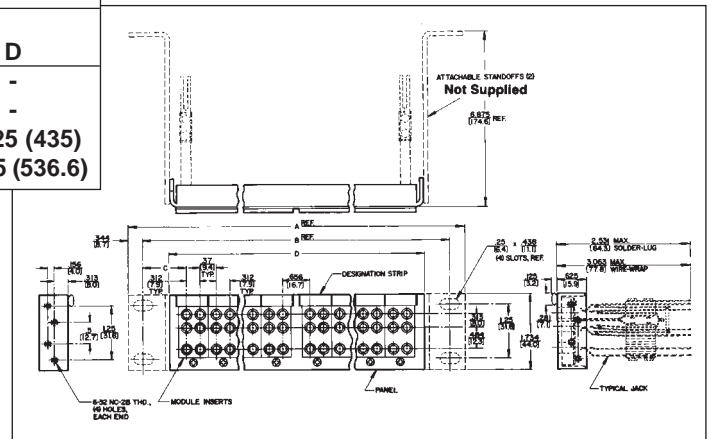 D
-
-
25 (435)
5 (536.6)
ATTACHABLE STANDOFFS (2)
Not Supplied
6.875
(174.6) REF.
A REF.
B REF.
D
.344
(8.7)
.156
(4.0)
.313
(8.0)
C
.37
(9.4)
TYP.
.312
(7.9)
TYP.
.312
(7.9)
TYP.
.656
(16.7)
DESIGNATION STRIP
.25 x .438
(6.4) (11.1)
(4) SLOTS, REF.
2.531 MAX.
(64.3) SOLDER-LUG
3.063 MAX.
(77.8) WIRE-WRAP
.125
(3.2)
.625
(15.9)
.5
(12.7)
1.25
(31.8)
.313
(8.0)
.484
(12.3)
1.25
(31.8)
1.734
(44.0)
.281
(7.1)
6-32 NC-2B THD.,
(4) HOLES,
EACH END
MODULE INSERTS
PANEL
TYPICAL JACK